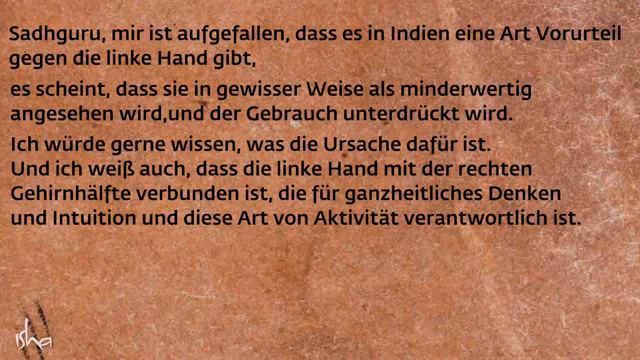 Sadhguru, mir ist aufgefallen, dass es in Indien eine Art Vorurteil
gegen die linke Hand gibt,
es scheint, dass sie in gewisser Weise als minderwertig
angesehen wird,und der Gebrauch unterdrückt wird.
Ich würde gerne wissen, was die Ursache dafür ist.
Und ich weiß auch, dass die linke Hand mit der rechten
Gehirnhälfte verbunden ist, die für ganzheitliches Denken
und Intuition und diese Art von Aktivität verantwortlich ist.
isha